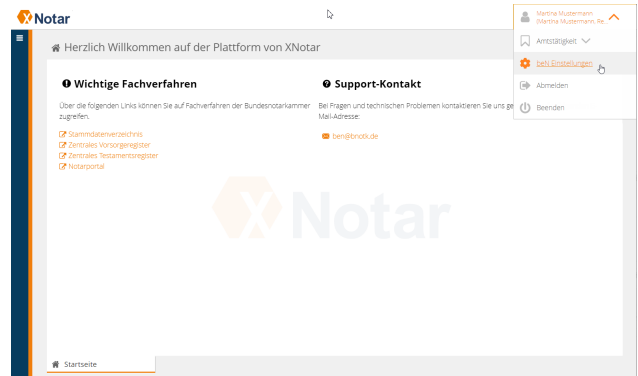 XNotar
Martina Mustermann
(Martina Mustermann, Re...
Amtstätigkeit
beN Einstellungen
Abmelden
Beenden
Herzlich Willkommen auf der Plattform von XNotar
Wichtige Fachverfahren
Über die folgenden Links können Sie auf Fachverfahren der Bundesnotarkammer
zugreifen.
Stammdatenverzeichnis
Zentrales Vorsorgeregister
Zentrales Testamentsregister
Notarportal
Support-Kontakt
Bei Fragen und technischen Problemen kontaktieren Sie uns ge
Mail-Adresse:
ben@bnotk.de
XNotar
Startseite